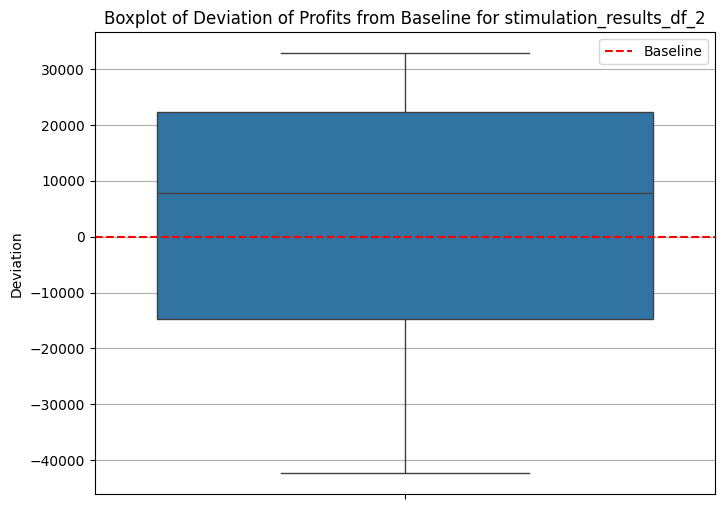 Boxplot of Deviation of Profits from Baseline for stimulation_results_df_2
Baseline
30000
20000
10000
0
−10000
−20000
−30000
−40000
Deviation